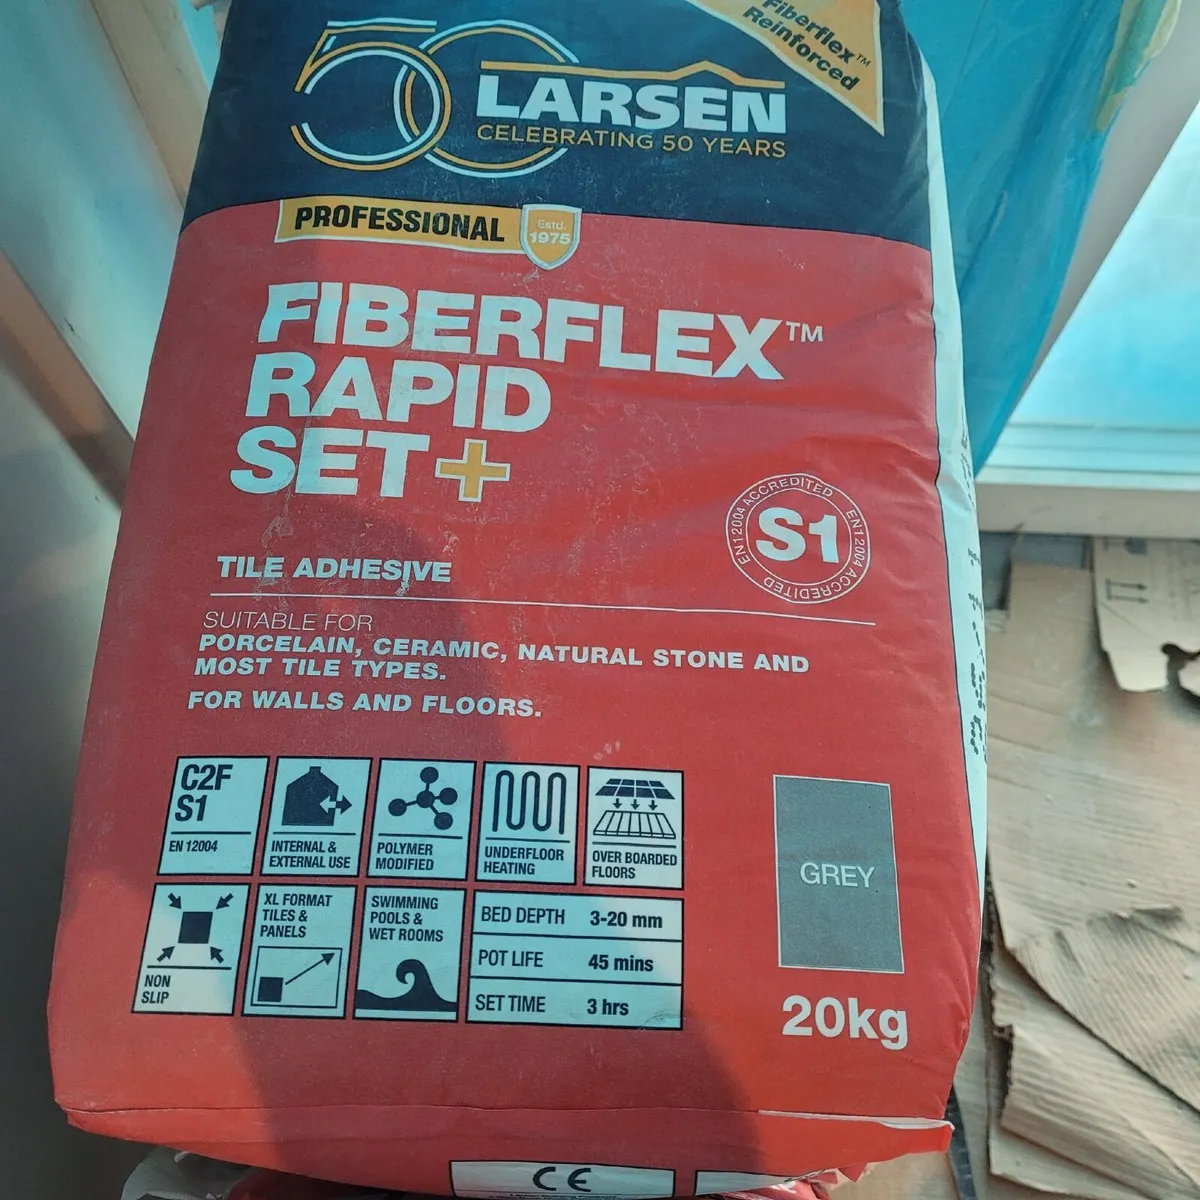 Fiberflex™
Reinforced
50
LARSEN
CELEBRATING 50 YEARS
PROFESSIONAL
Estd.
1975
FIBERFLEX™
RAPID
SET+
EN12004 ACCREDITED EN12004 ACCREDITED
S1
TILE ADHESIVE
SUITABLE FOR
PORCELAIN, CERAMIC, NATURAL STONE AND
MOST TILE TYPES.
FOR WALLS AND FLOORS.
C2F
S1
EN 12004
INTERNAL &
EXTERNAL USE
POLYMER
MODIFIED
UNDERFLOOR
HEATING
OVER BOARDED
FLOORS
NON
SLIP
XL FORMAT
TILES &
PANELS
SWIMMING
POOLS &
WET ROOMS
BED DEPTH 3-20 mm
POT LIFE 45 mins
SET TIME 3 hrs
GREY
20kg
CE